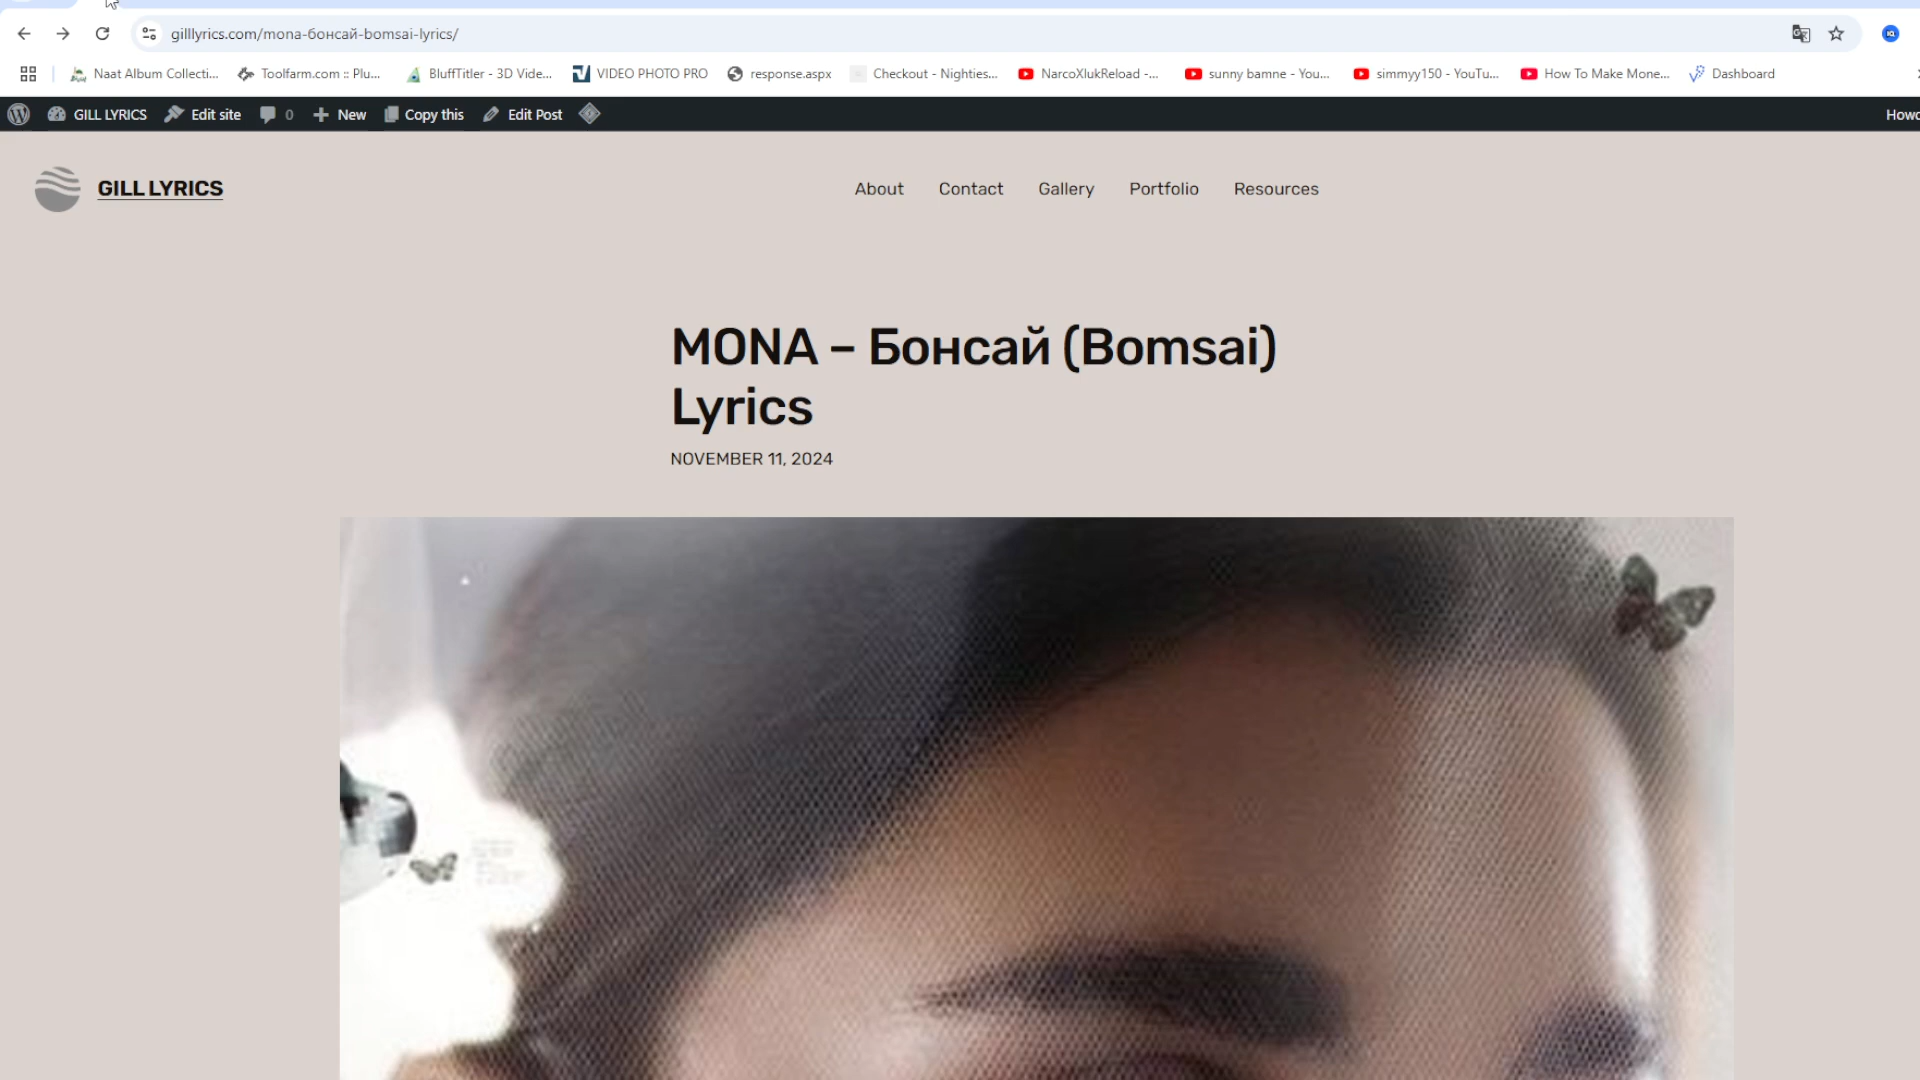 gilllyrics.com/mona-бонсай-bomsai-lyrics/
Naat Album Collecti... Toolfarm.com :: Plu... BluffTitler - 3D Vide... VIDEO PHOTO PRO response.aspx Checkout - Nighties... NarcoXlukReload -... sunny bamne - You... simmyy150 - YouTu... How To Make Mone... Dashboard
GILL LYRICS Edit site 0 New Copy this Edit Post Howd
GILL LYRICS About Contact Gallery Portfolio Resources
MONA – Бонсай (Bomsai)
Lyrics
NOVEMBER 11, 2024